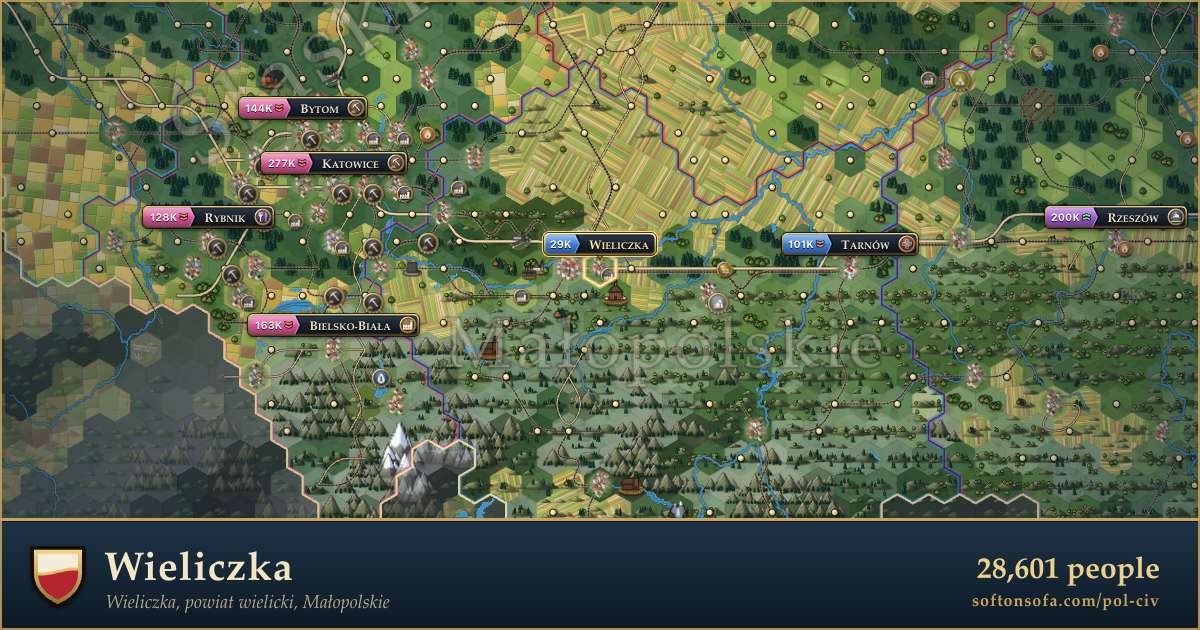 144K BYTOM
277K KATOWICE
128K RYBNIK
200K RZESZÓW
29K WIELICZKA
101K TARNÓW
163K BIELSKO-BIAŁA
Małopolskie
Wieliczka
Wieliczka, powiat wielicki, Małopolskie
28,601 people
softonsofa.com/pol-civ